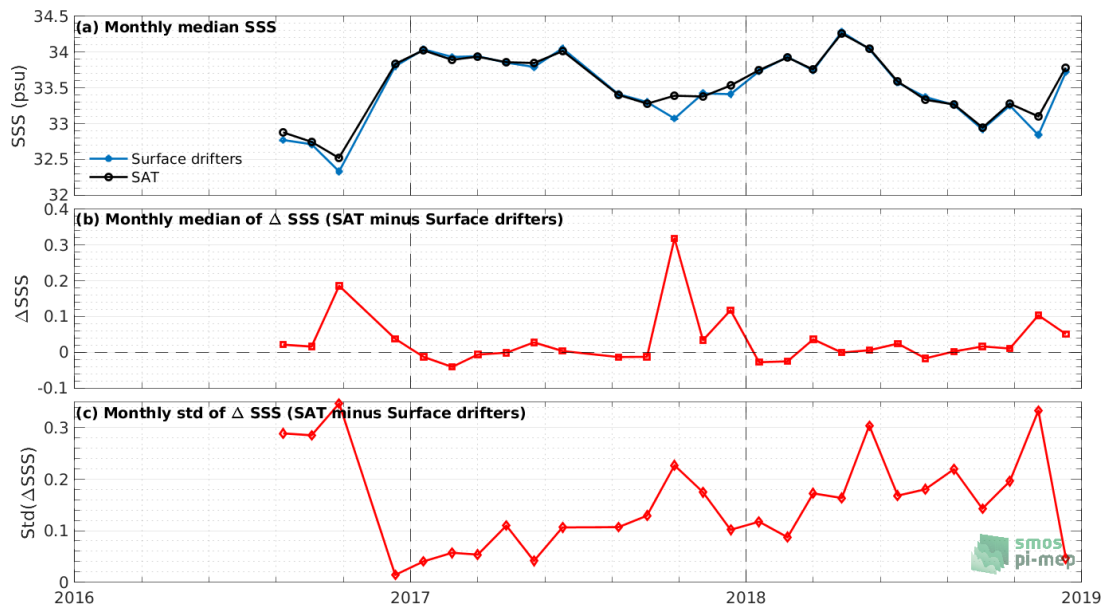 (a) Monthly median SSS
34.5
34
33.5
33
32.5
32
SSS (psu)
Surface drifters
SAT
(b) Monthly median of Δ SSS (SAT minus Surface drifters)
0.4
0.3
0.2
0.1
0
-0.1
ΔSSS
(c) Monthly std of Δ SSS (SAT minus Surface drifters)
0.3
0.2
0.1
0
Std(ΔSSS)
smos
pi-mep
2016
2017
2018
2019